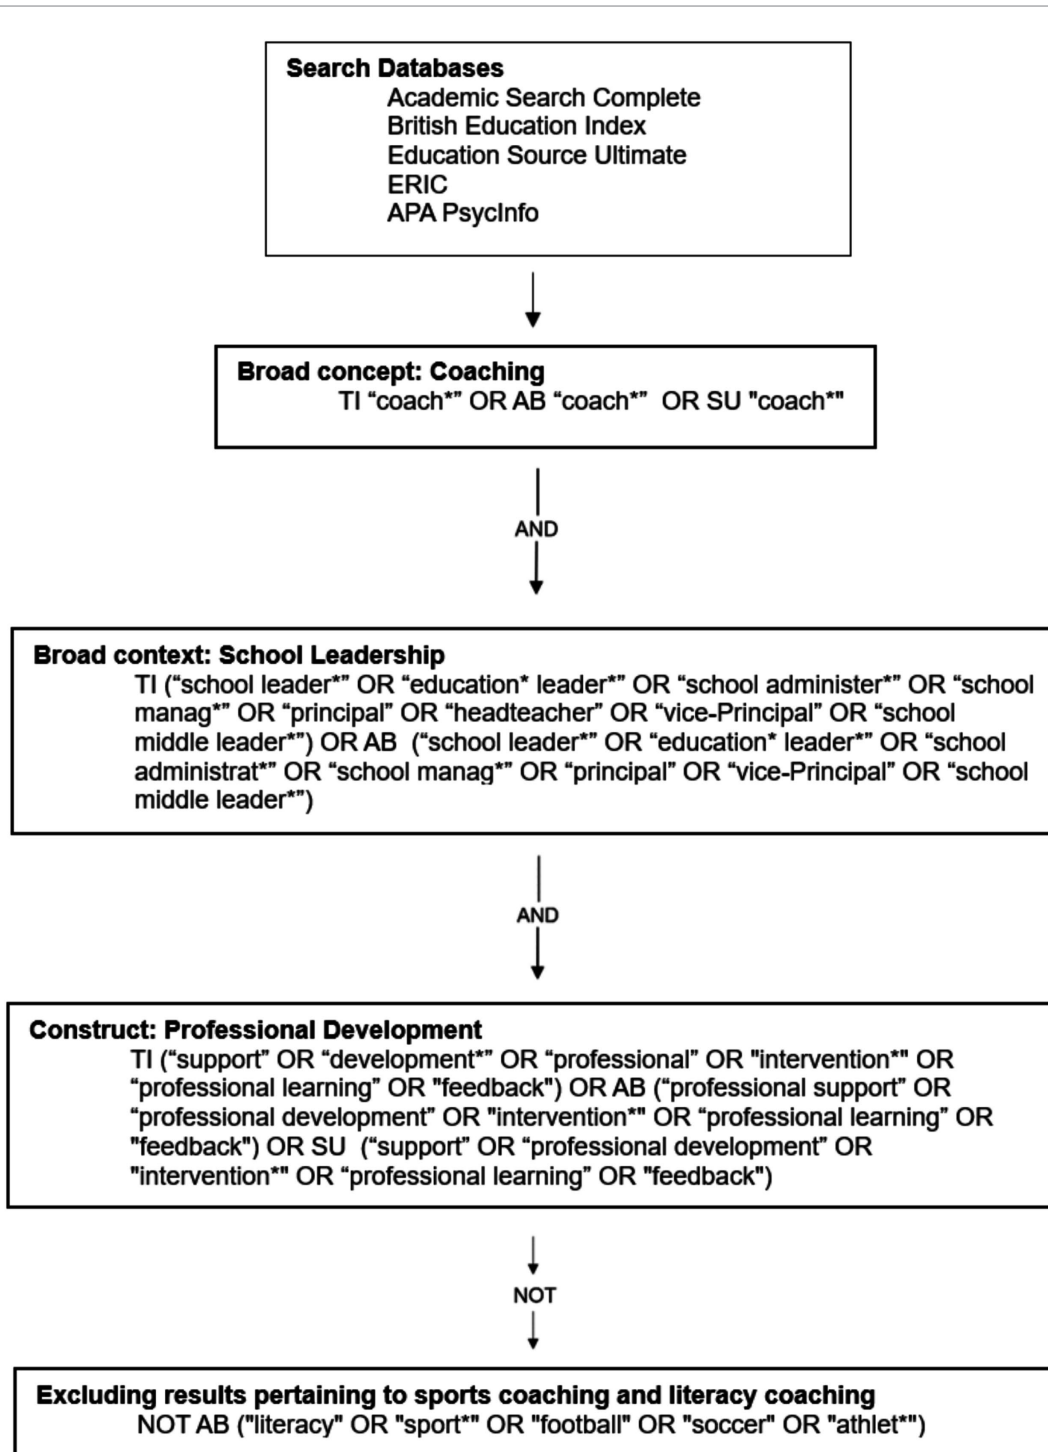 Search Databases
Academic Search Complete
British Education Index
Education Source Ultimate
ERIC
APA PsycInfo
Broad concept: Coaching
TI “coach*” OR AB “coach*” OR SU "coach*"
AND
Broad context: School Leadership
TI (“school leader*” OR “education* leader*” OR “school administer*” OR “school
manag*” OR “principal” OR “headteacher” OR “vice-Principal” OR “school
middle leader*”) OR AB (“school leader*” OR “education* leader*” OR “school
administrat*” OR “school manag*” OR “principal” OR “vice-Principal” OR “school
middle leader*”)
AND
Construct: Professional Development
TI (“support” OR “development*” OR “professional” OR "intervention*" OR
“professional learning” OR "feedback") OR AB (“professional support” OR
“professional development” OR "intervention*" OR “professional learning” OR
"feedback") OR SU (“support” OR “professional development” OR
"intervention*" OR “professional learning” OR "feedback")
NOT
Excluding results pertaining to sports coaching and literacy coaching
NOT AB ("literacy" OR "sport*" OR "football" OR "soccer" OR "athlet*")